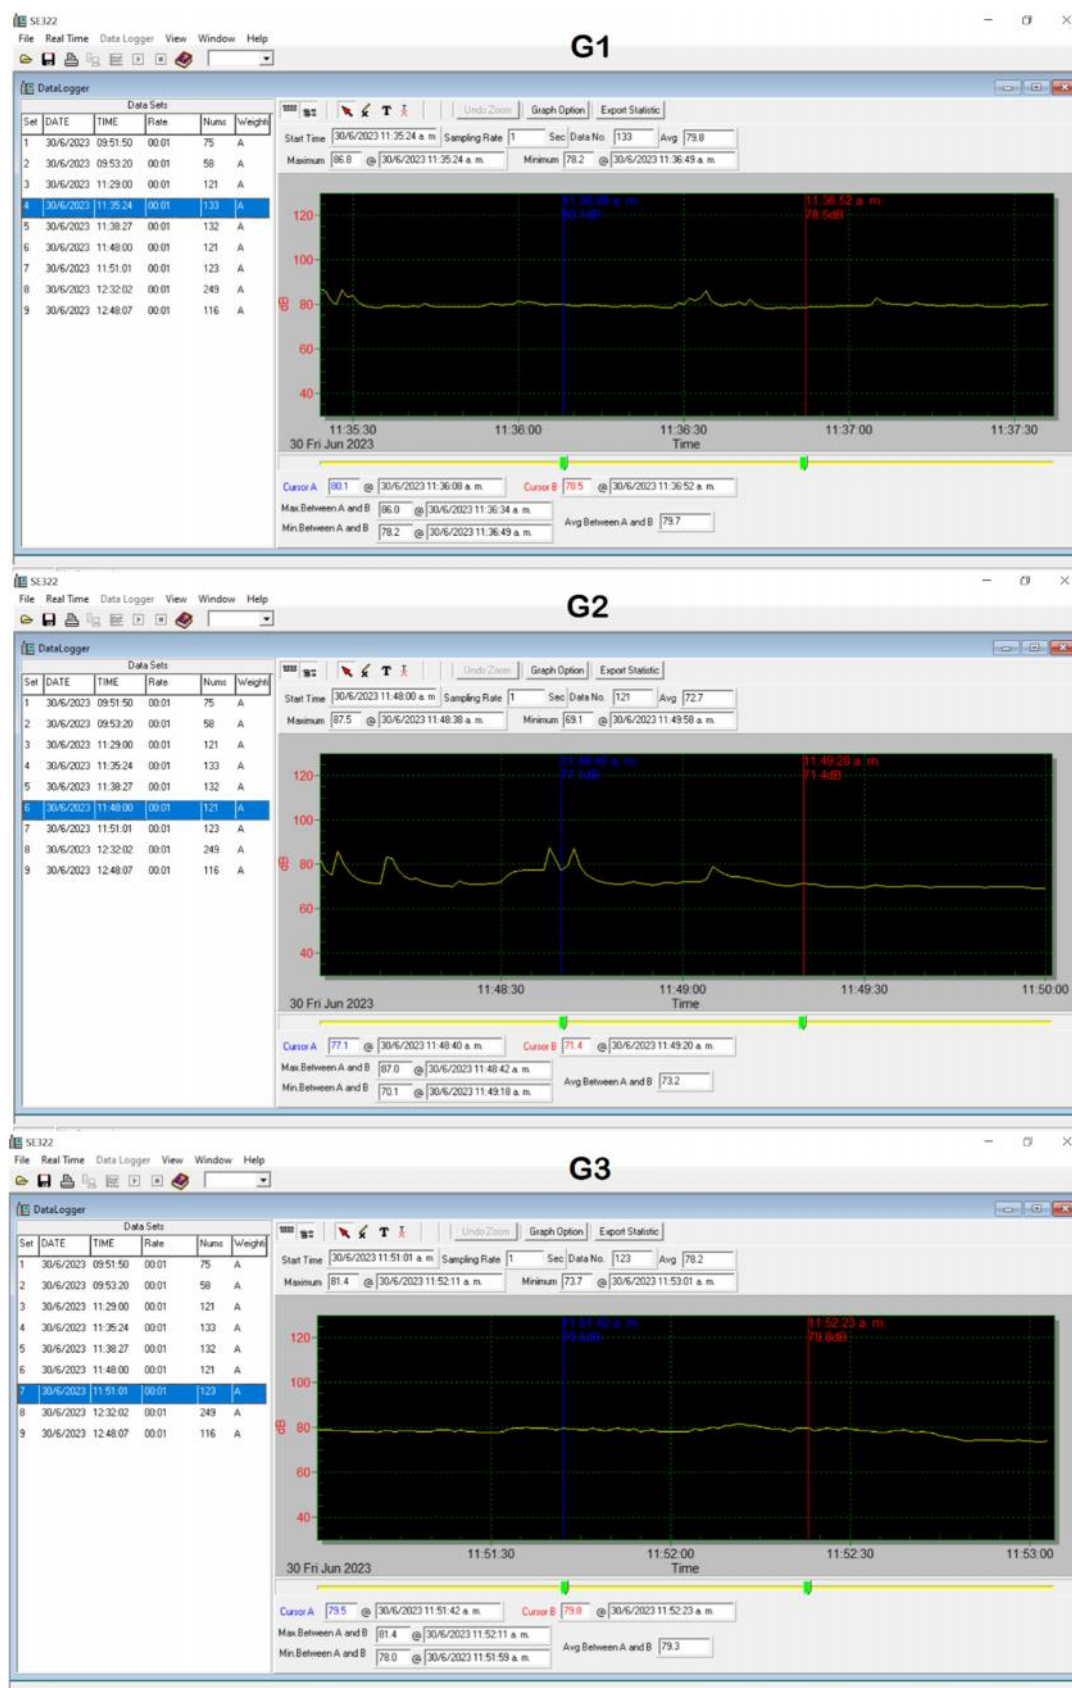 SE322
G1
File Real Time Data Logger View Window Help
DataLogger
Data Sets
Undo Zoom Graph Option Export Statistic
Set DATE TIME Rate Nums Weighti
1 30/6/2023 09:51:50 00:01 75 A
2 30/6/2023 09:53:20 00:01 58 A
3 30/6/2023 11:29:00 00:01 121 A
4 30/6/2023 11:35:24 00:01 133 A
5 30/6/2023 11:38:27 00:01 132 A
6 30/6/2023 11:48:00 00:01 121 A
7 30/6/2023 11:51:01 00:01 123 A
8 30/6/2023 12:32:02 00:01 249 A
9 30/6/2023 12:48:07 00:01 116 A
Start Time 30/6/2023 11:35:24 a. m Sampling Rate 1 Sec Data No. 133 Avg 79.8
Maximum 86.8 @ 30/6/2023 11:35:24 a. m. Minimum 78.2 @ 30/6/2023 11:36:49 a. m.
11:36:08 a. m. 11:36:52 a. m.
78.5dB
120
100
dB 80
60
40
11:35:30 11:36:00 11:36:30 11:37:00 11:37:30
30 Fri Jun 2023 Time
Cursor A 80.1 @ 30/6/2023 11:36:08 a. m. Cursor B 78.5 @ 30/6/2023 11:36:52 a. m.
Max.Between A and B 86.0 @ 30/6/2023 11:36:34 a. m.
Min.Between A and B 78.2 @ 30/6/2023 11:36:49 a. m. Avg Between A and B 79.7
SE322
G2
File Real Time Data Logger View Window Help
DataLogger
Data Sets
Undo Zoom Graph Option Export Statistic
Set DATE TIME Rate Nums Weighti
1 30/6/2023 09:51:50 00:01 75 A
2 30/6/2023 09:53:20 00:01 58 A
3 30/6/2023 11:29:00 00:01 121 A
4 30/6/2023 11:35:24 00:01 133 A
5 30/6/2023 11:38:27 00:01 132 A
6 30/6/2023 11:48:00 00:01 121 A
7 30/6/2023 11:51:01 00:01 123 A
8 30/6/2023 12:32:02 00:01 249 A
9 30/6/2023 12:48:07 00:01 116 A
Start Time 30/6/2023 11:48:00 a. m Sampling Rate 1 Sec Data No. 121 Avg 72.7
Maximum 87.5 @ 30/6/2023 11:48:38 a. m. Minimum 69.1 @ 30/6/2023 11:49:58 a. m.
11:48:40 a. m. 11:49:20 a. m.
77.1dB 71.4dB
120
100
dB 80
60
40
11:48:30 11:49:00 11:49:30 11:50:00
30 Fri Jun 2023 Time
Cursor A 77.1 @ 30/6/2023 11:48:40 a. m. Cursor B 71.4 @ 30/6/2023 11:49:20 a. m.
Max.Between A and B 87.0 @ 30/6/2023 11:48:42 a. m.
Min.Between A and B 70.1 @ 30/6/2023 11:49:18 a. m. Avg Between A and B 73.2
SE322
G3
File Real Time Data Logger View Window Help
DataLogger
Data Sets
Undo Zoom Graph Option Export Statistic
Set DATE TIME Rate Nums Weighti
1 30/6/2023 09:51:50 00:01 75 A
2 30/6/2023 09:53:20 00:01 58 A
3 30/6/2023 11:29:00 00:01 121 A
4 30/6/2023 11:35:24 00:01 133 A
5 30/6/2023 11:38:27 00:01 132 A
6 30/6/2023 11:48:00 00:01 121 A
7 30/6/2023 11:51:01 00:01 123 A
8 30/6/2023 12:32:02 00:01 249 A
9 30/6/2023 12:48:07 00:01 116 A
Start Time 30/6/2023 11:51:01 a. m Sampling Rate 1 Sec Data No. 123 Avg 78.2
Maximum 81.4 @ 30/6/2023 11:52:11 a. m. Minimum 73.7 @ 30/6/2023 11:53:01 a. m.
11:51:42 a. m. 11:52:23 a. m.
79.8dB
120
100
dB 80
60
40
11:51:30 11:52:00 11:52:30 11:53:00
30 Fri Jun 2023 Time
Cursor A 79.5 @ 30/6/2023 11:51:42 a. m. Cursor B 79.8 @ 30/6/2023 11:52:23 a. m.
Max.Between A and B 81.4 @ 30/6/2023 11:52:11 a. m.
Min.Between A and B 78.0 @ 30/6/2023 11:51:59 a. m. Avg Between A and B 79.3